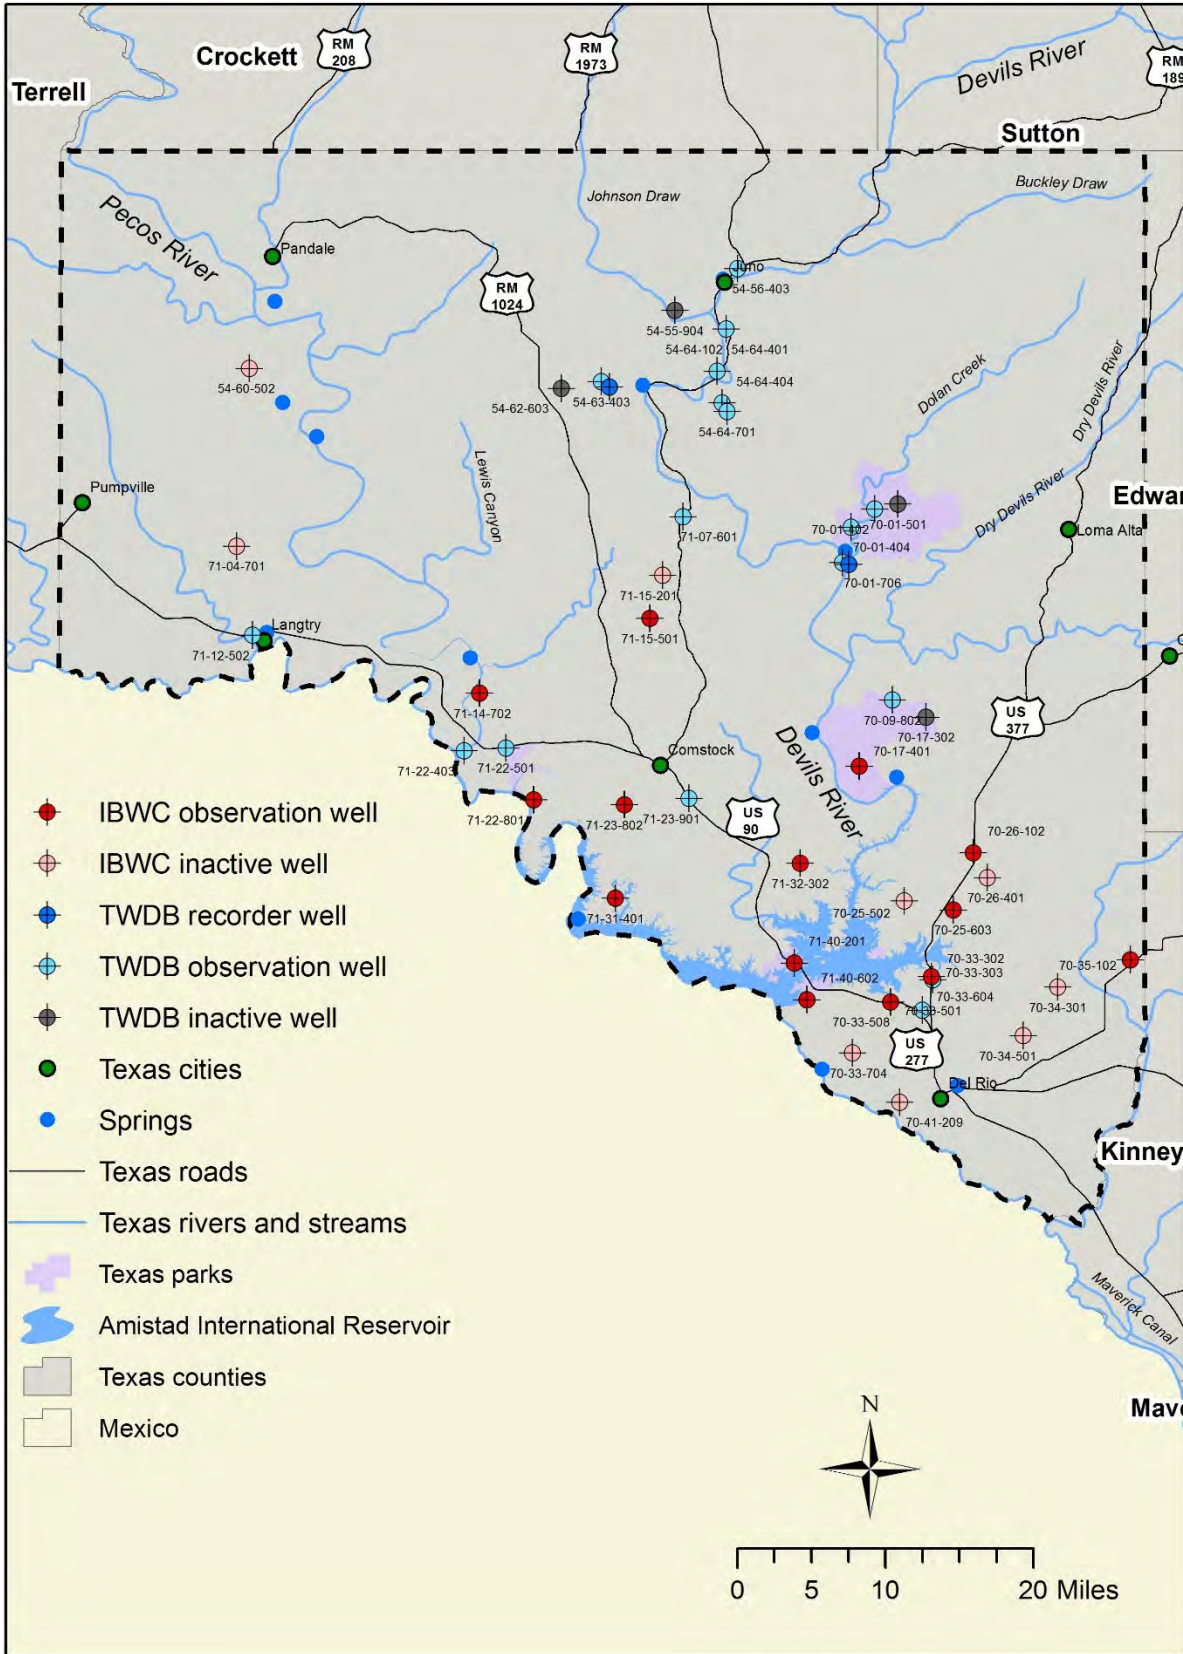 Crockett
RM
208
RM
1973
Devils River
RM
189
Terrell
Sutton
Johnson Draw
Buckley Draw
Pecos River
Pandale
Juno
54-56-403
RM
1024
54-55-904
54-64-102
54-64-401
54-60-502
54-64-404
54-62-603
54-63-403
Dolan Creek
Dry Devils River
54-64-701
Lewis Canyon
Pumpville
Edwar
Dry Devils River
70-01-501
70-01-402
Loma Alta
71-07-601
70-01-404
71-04-701
70-01-706
71-15-201
Langtry
71-15-501
71-12-502
71-14-702
70-09-802
US
377
70-17-302
Comstock
70-17-401
71-22-403
71-22-501
Devils River
US
90
71-22-801
71-23-802
71-23-901
70-26-102
71-32-302
70-26-401
71-31-401
70-25-502
70-25-603
71-40-201
70-33-302
70-33-303
70-35-102
71-40-602
70-33-604
70-34-301
70-33-508
US
277
70-34-501
70-33-704
Del Rio
70-41-209
Kinney
Maverick Canal
Mave
IBWC observation well
IBWC inactive well
TWDB recorder well
TWDB observation well
TWDB inactive well
Texas cities
Springs
Texas roads
Texas rivers and streams
Texas parks
Amistad International Reservoir
Texas counties
Mexico
N
0 5 10 20 Miles